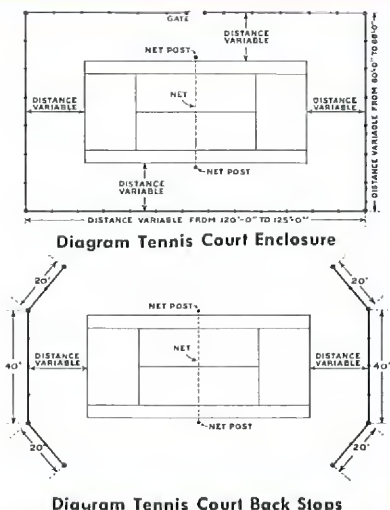 GATE
NET POST
DISTANCE
VARIABLE
NET
DISTANCE
VARIABLE
DISTANCE
VARIABLE
DISTANCE VARIABLE FROM 60'-0" TO 66'-0"
DISTANCE
VARIABLE
NET POST
DISTANCE VARIABLE FROM 120'-0" TO 125'-0"
Diagram Tennis Court Enclosure
20'
20'
NET POST
NET
40'
DISTANCE
VARIABLE
DISTANCE
VARIABLE
40'
NET POST
20'
20'
Diagram Tennis Court Back Stops